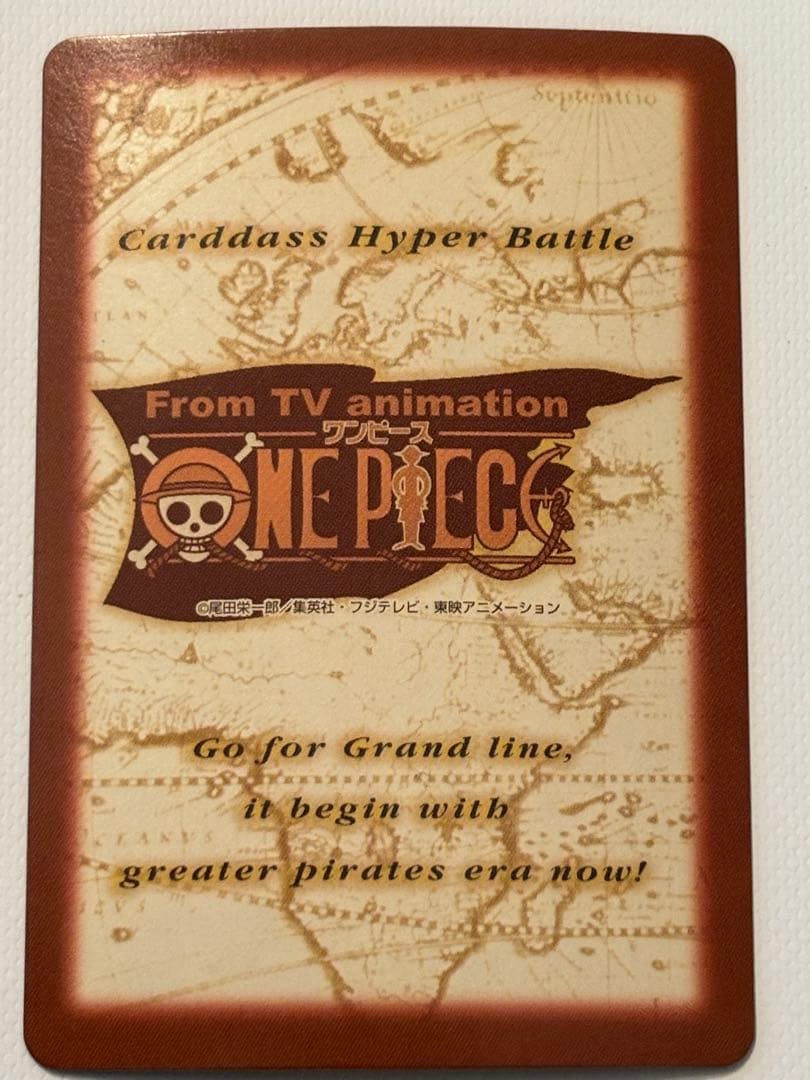 Septentrio
Carddass Hyper Battle
From TV animation
ワンピース
ONE PIECE
©尾田栄一郎／集英社・フジテレビ・東映アニメーション
Go for Grand line,
it begin with
greater pirates era now!